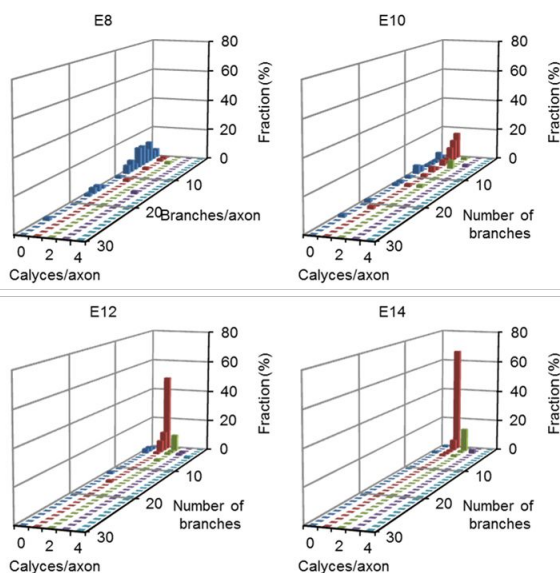 E8
80
60
40
20
0
Fraction (%)
10
20
30
Branches/axon
0 2 4
Calyces/axon
E10
80
60
40
20
0
Fraction (%)
10
20
30
Number of
branches
0 2 4
Calyces/axon
E12
80
60
40
20
0
Fraction (%)
10
20
30
Number of
branches
0 2 4
Calyces/axon
E14
80
60
40
20
0
Fraction (%)
10
20
30
Number of
branches
0 2 4
Calyces/axon